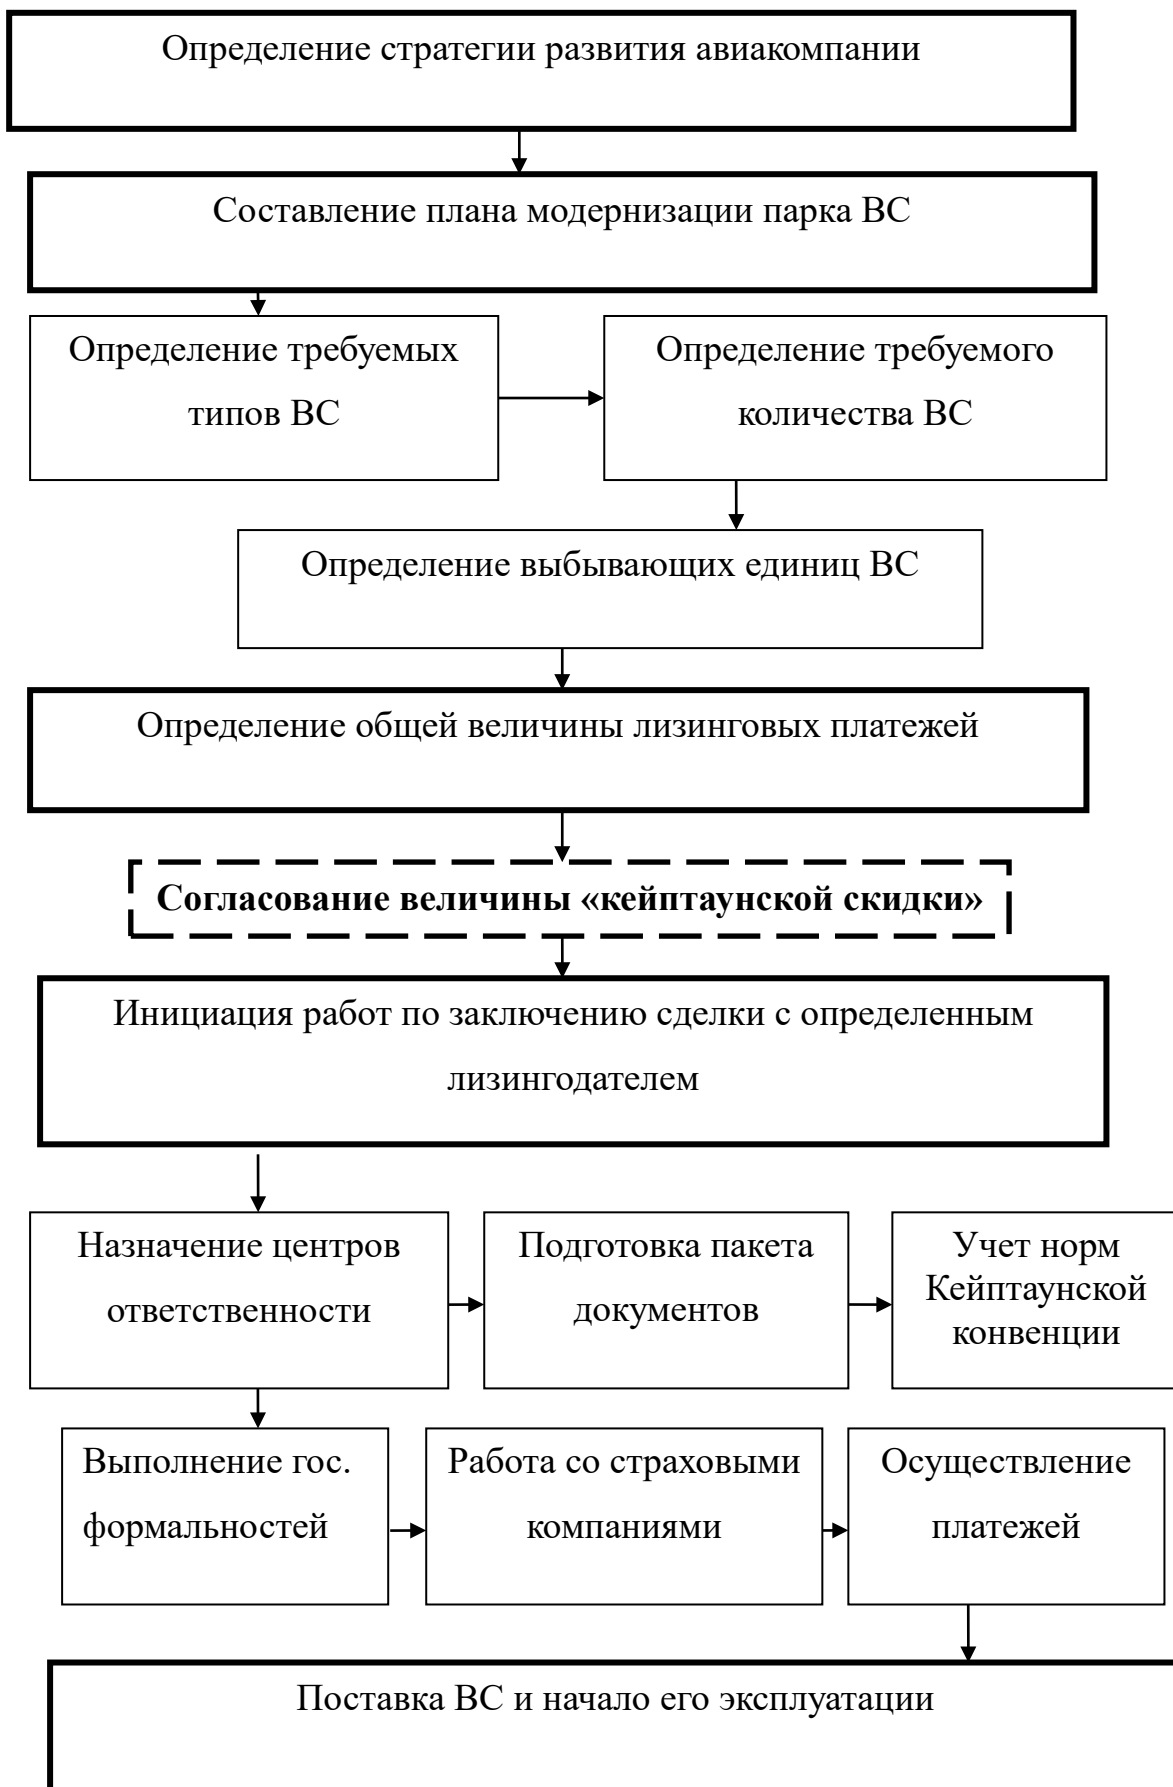 Определение стратегии развития авиакомпании
Составление плана модернизации парка ВС
Определение требуемых
типов ВС
Определение требуемого
количества ВС
Определение выбывающих единиц ВС
Определение общей величины лизинговых платежей
Согласование величины «кейптаунской скидки»
Инициация работ по заключению сделки с определенным
лизингодателем
Назначение центров
ответственности
Подготовка пакета
документов
Учет норм
Кейптаунской
конвенции
Выполнение гос.
формальностей
Работа со страховыми
компаниями
Осуществление
платежей
Поставка ВС и начало его эксплуатации